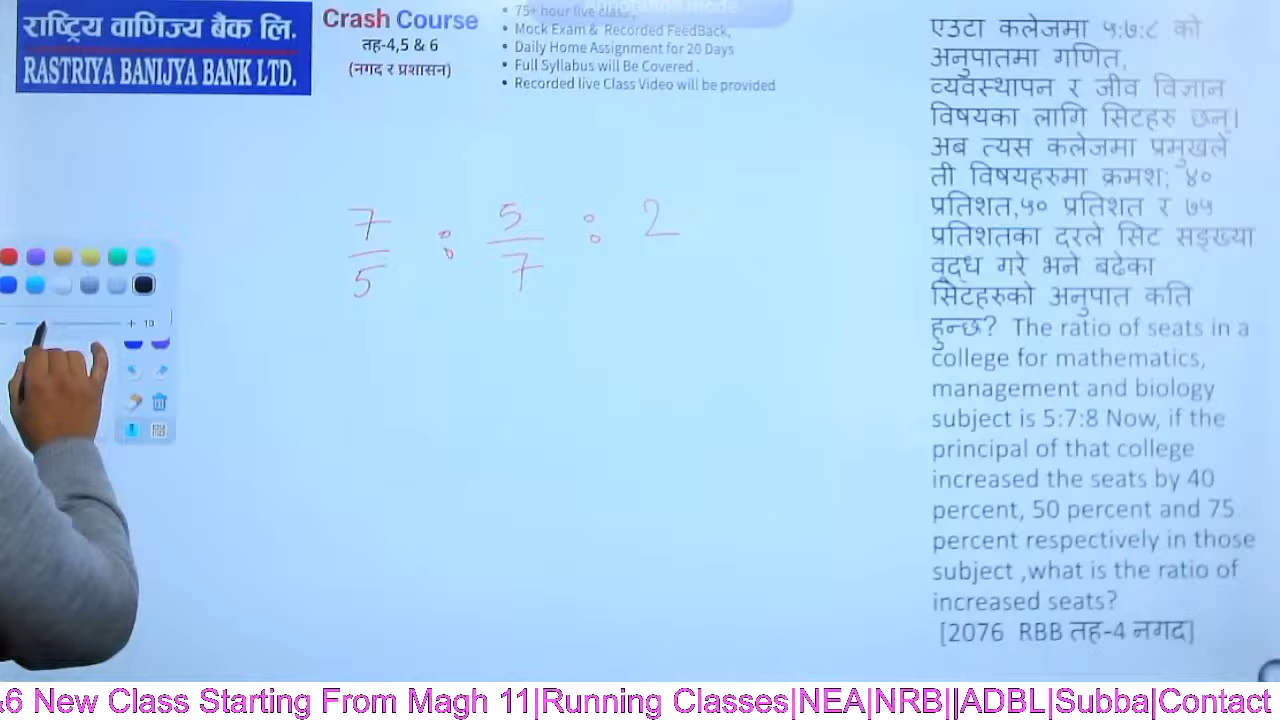 राष्ट्रिय वाणिज्य बैंक लि.
RASTRIYA BANIJYA BANK LTD.
Crash Course
तह-4,5 & 6
(नगद र प्रशासन)
• 75+ hour live class,
• Mock Exam & Recorded FeedBack,
• Daily Home Assignment for 20 Days
• Full Syllabus will Be Covered .
• Recorded live Class Video will be provided
mode
एउटा कलेजमा ५:७:८ को
अनुपातमा गणित,
व्यवस्थापन र जीव विज्ञान
विषयका लागि सिटहरु छन्।
अब त्यस कलेजमा प्रमुखले
ती विषयहरुमा क्रमश; ४०
प्रतिशत,५० प्रतिशत र ७५
प्रतिशतका दरले सिट सङ्ख्या
वृद्ध गरे भने बढेका
सिटहरुको अनुपात कति
हुन्छ? The ratio of seats in a
college for mathematics,
management and biology
subject is 5:7:8 Now, if the
principal of that college
increased the seats by 40
percent, 50 percent and 75
percent respectively in those
subject ,what is the ratio of
increased seats?
[2076 RBB तह-4 नगद]
7/5 : 5/7 : 2
+ 10
&6 New Class Starting From Magh 11|Running Classes|NEA|NRB||ADBL|Subba|Contact